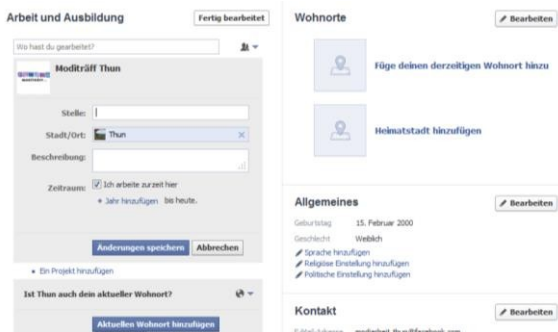 Arbeit und Ausbildung
Fertig bearbeitet
Wo hast du gearbeitet?
Moditräff Thun
Stelle:
Stadt/Ort: Thun
Beschreibung:
Zeitraum: Ich arbeite zurzeit hier
+ Jahr hinzufügen bis heute.
Änderungen speichern Abbrechen
Ein Projekt hinzufügen
Ist Thun auch dein aktueller Wohnort?
Aktuellen Wohnort hinzufügen
Wohnorte
Bearbeiten
Füge deinen derzeitigen Wohnort hinzu
Heimatstadt hinzufügen
Allgemeines
Bearbeiten
Geburtstag 15. Februar 2000
Geschlecht Weiblich
Sprache hinzufügen
Religiöse Einstellung hinzufügen
Politische Einstellung hinzufügen
Kontakt
Bearbeiten